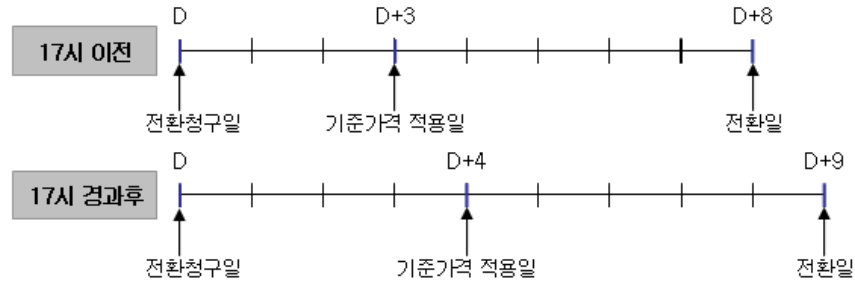 D D+3 D+8
17시 이전
전환청구일 기준가격 적용일 전환일
D D+4 D+9
17시 경과후
전환청구일 기준가격 적용일 전환일